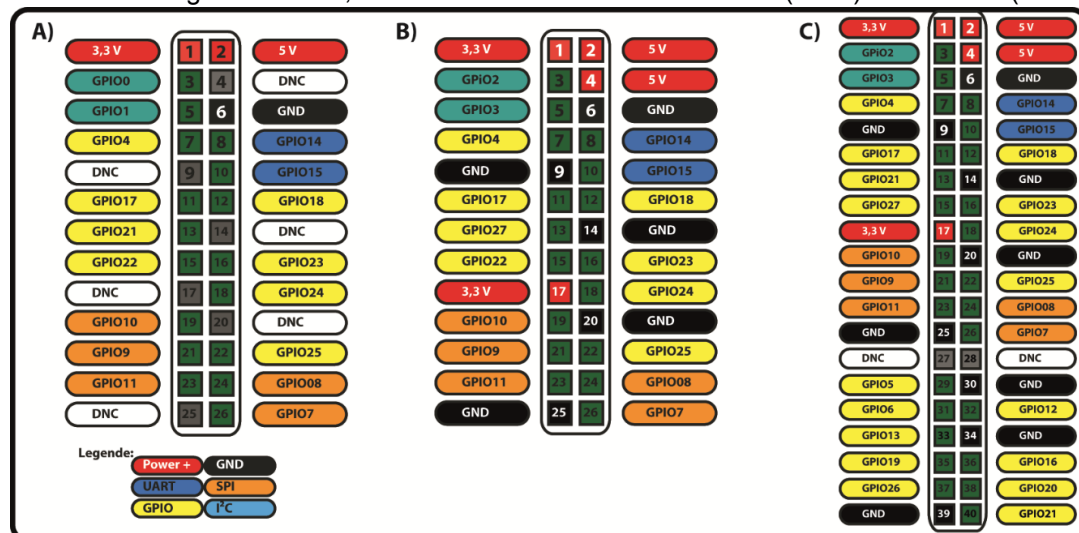 A)
3,3 V 1 2 5 V
GPIO0 3 4 DNC
GPIO1 5 6 GND
GPIO4 7 8 GPIO14
DNC 9 10 GPIO15
GPIO17 11 12 GPIO18
GPIO21 13 14 DNC
GPIO22 15 16 GPIO23
DNC 17 18 GPIO24
GPIO10 19 20 DNC
GPIO9 21 22 GPIO25
GPIO11 23 24 GPIO08
DNC 25 26 GPIO7
Legende:
Power + GND
UART SPI
GPIO I²C
B)
3,3 V 1 2 5 V
GPiO2 3 4 5 V
GPIO3 5 6 GND
GPIO4 7 8 GPIO14
GND 9 10 GPIO15
GPIO17 11 12 GPIO18
GPIO27 13 14 GND
GPIO22 15 16 GPIO23
3,3 V 17 18 GPIO24
GPIO10 19 20 GND
GPIO9 21 22 GPIO25
GPIO11 23 24 GPIO08
GND 25 26 GPIO7
C)
3,3 V 1 2 5 V
GPiO2 3 4 5 V
GPIO3 5 6 GND
GPIO4 7 8 GPIO14
GND 9 10 GPIO15
GPIO17 11 12 GPIO18
GPIO21 13 14 GND
GPIO27 15 16 GPIO23
3,3 V 17 18 GPIO24
GPIO10 19 20 GND
GPIO9 21 22 GPIO25
GPIO11 23 24 GPIO08
GND 25 26 GPIO7
DNC 27 28 DNC
GPIO5 29 30 GND
GPIO6 31 32 GPIO12
GPIO13 33 34 GND
GPIO19 35 36 GPIO16
GPIO26 37 38 GPIO20
GND 39 40 GPIO21